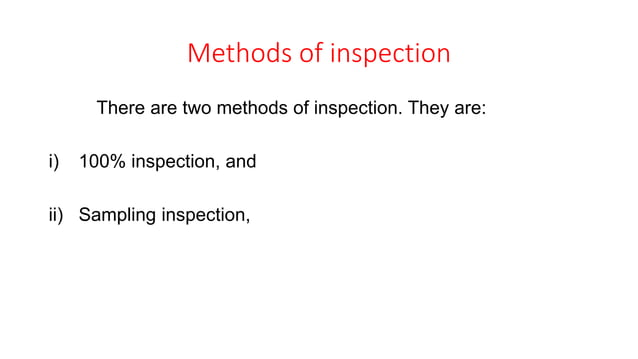 Methods of inspection
There are two methods of inspection. They are:
i) 100% inspection, and
ii) Sampling inspection,